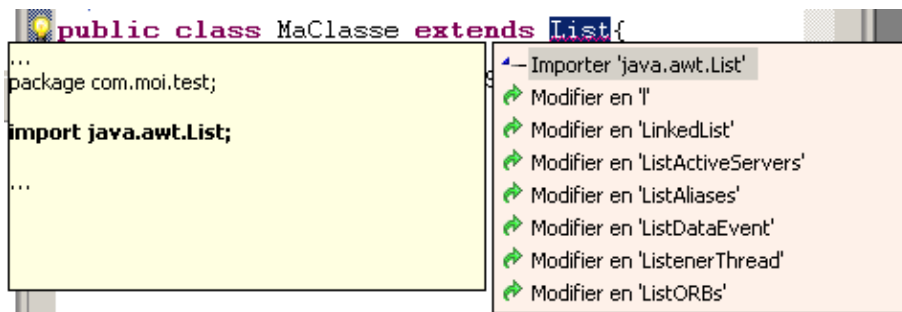 public class MaClasse extends List{
...
package com.moi.test;
import java.awt.List;
...
Importer 'java.awt.List'
Modifier en 'l'
Modifier en 'LinkedList'
Modifier en 'ListActiveServers'
Modifier en 'ListAliases'
Modifier en 'ListDataEvent'
Modifier en 'ListenerThread'
Modifier en 'ListORBs'